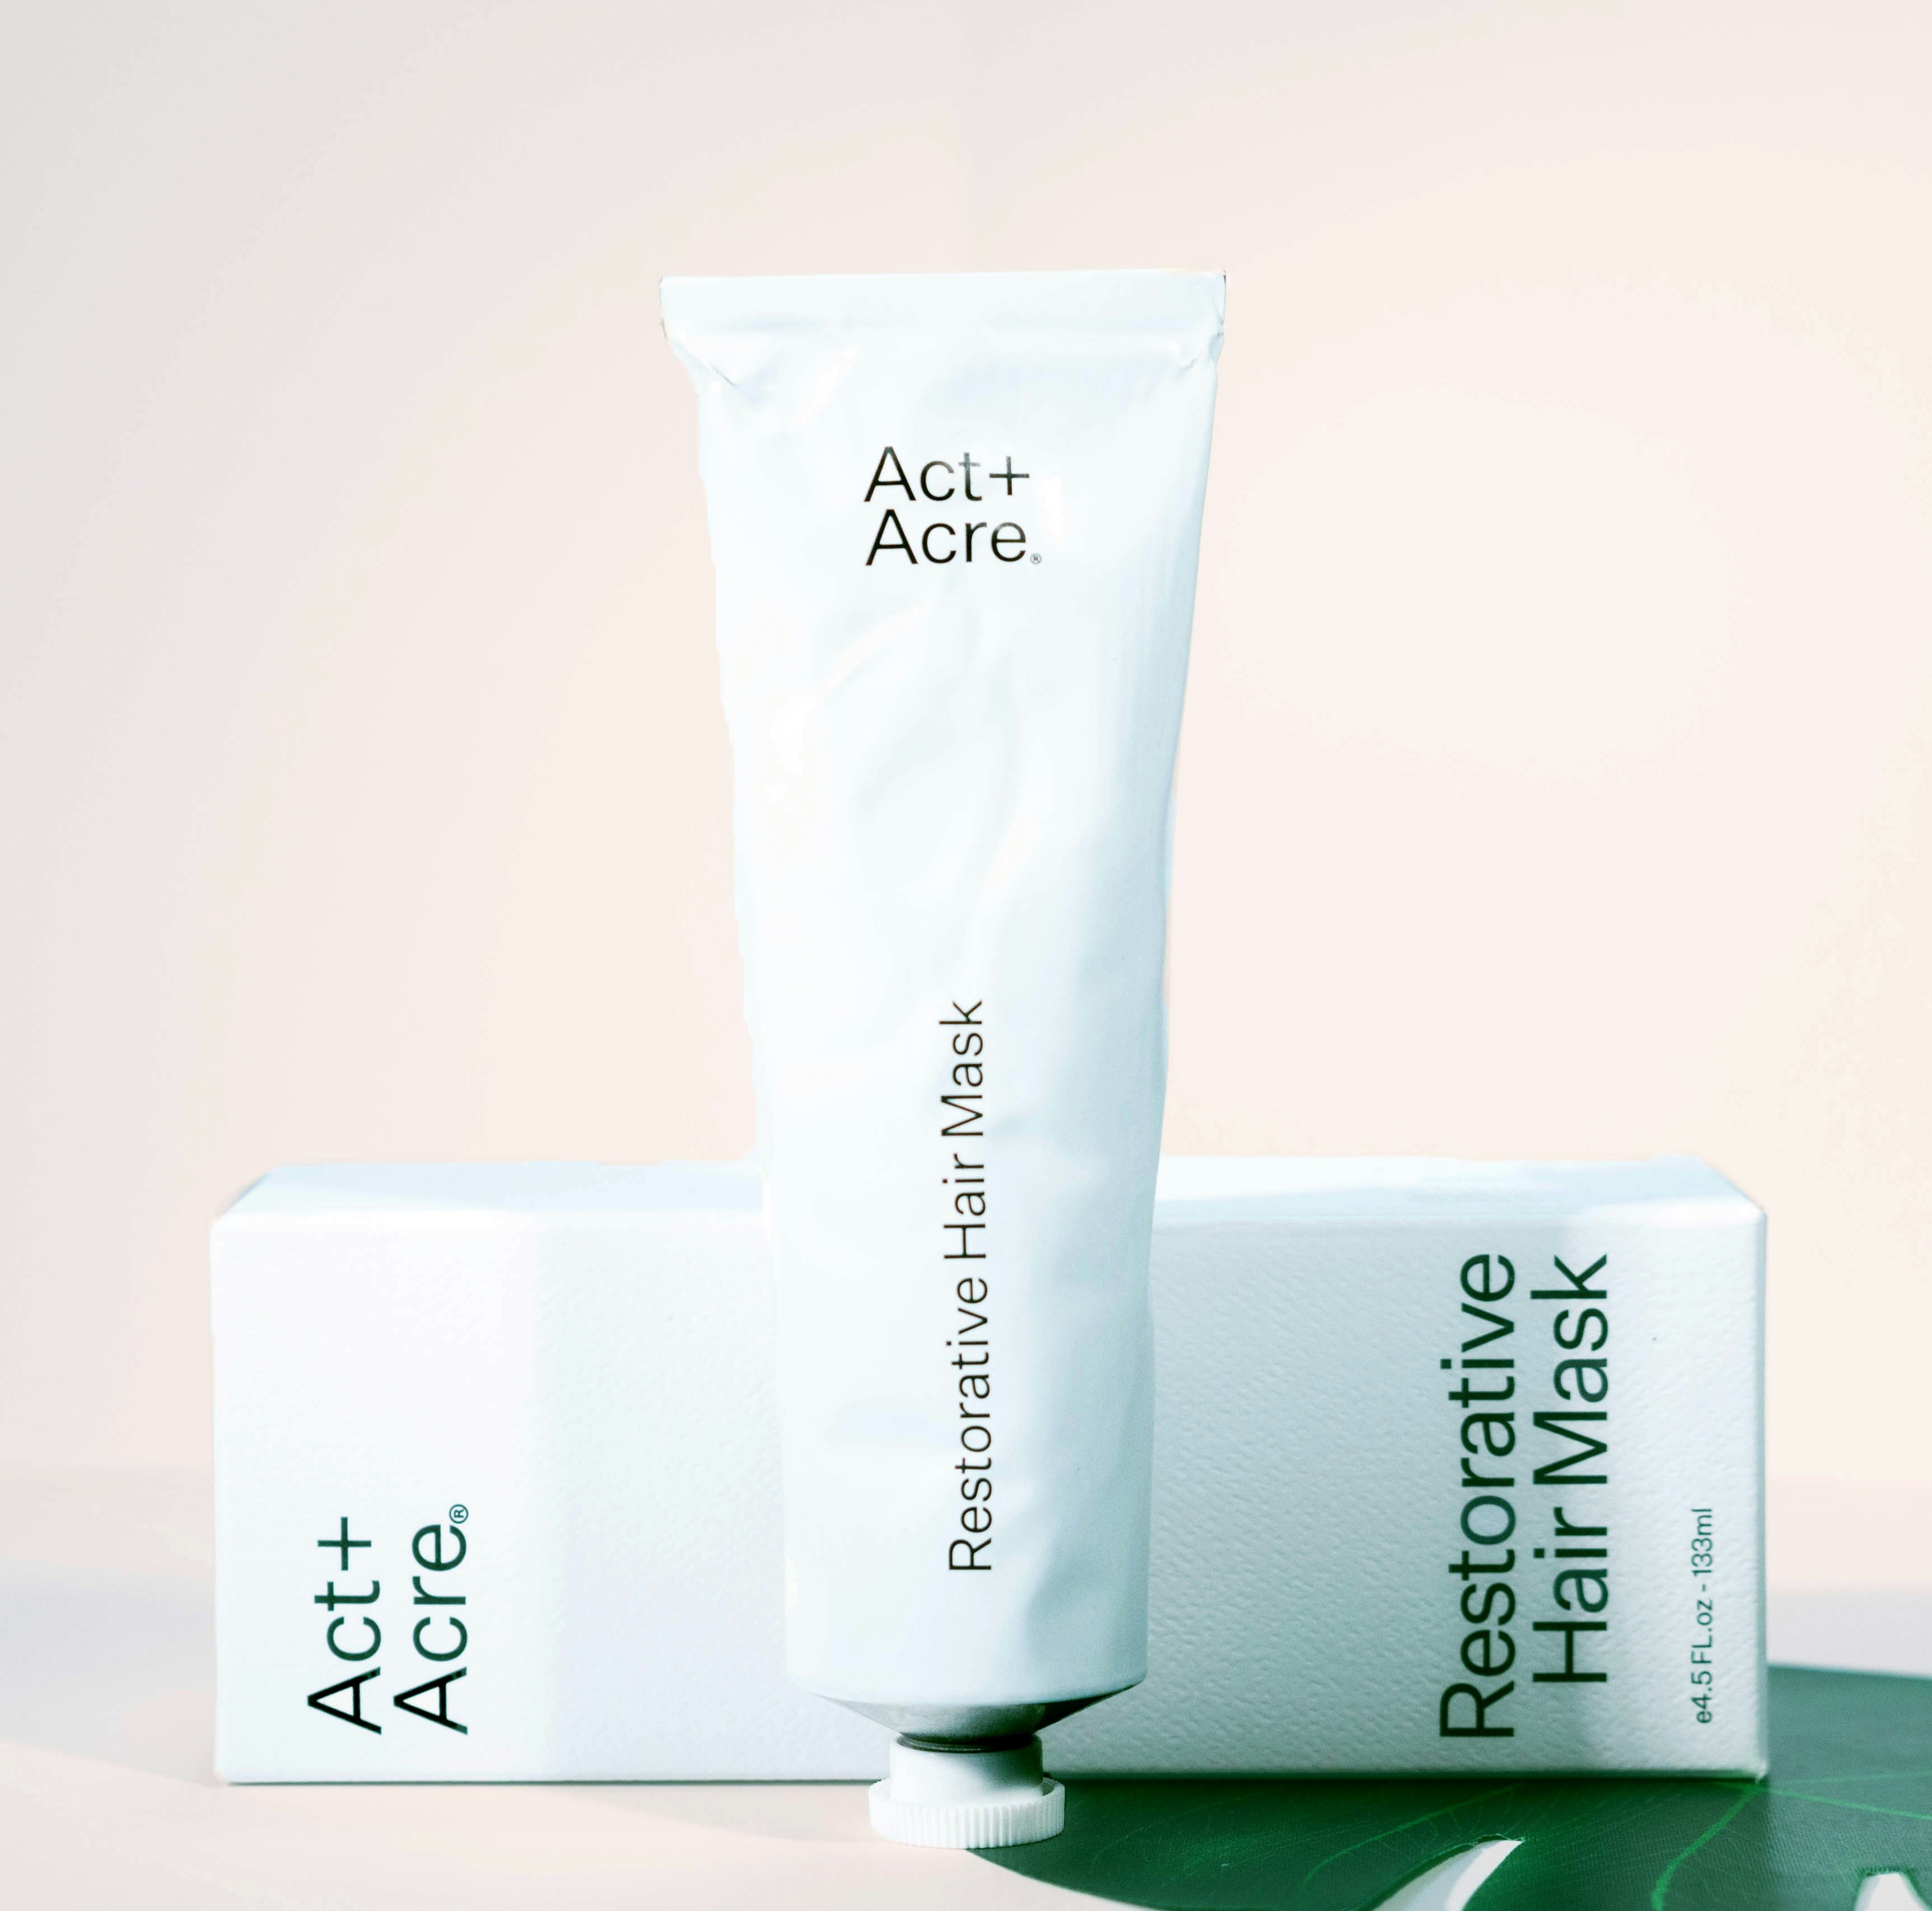 Act+
Acre®
Restorative Hair Mask
Act+
Acre®
Restorative
Hair Mask
e4.5 FL.oz - 133ml